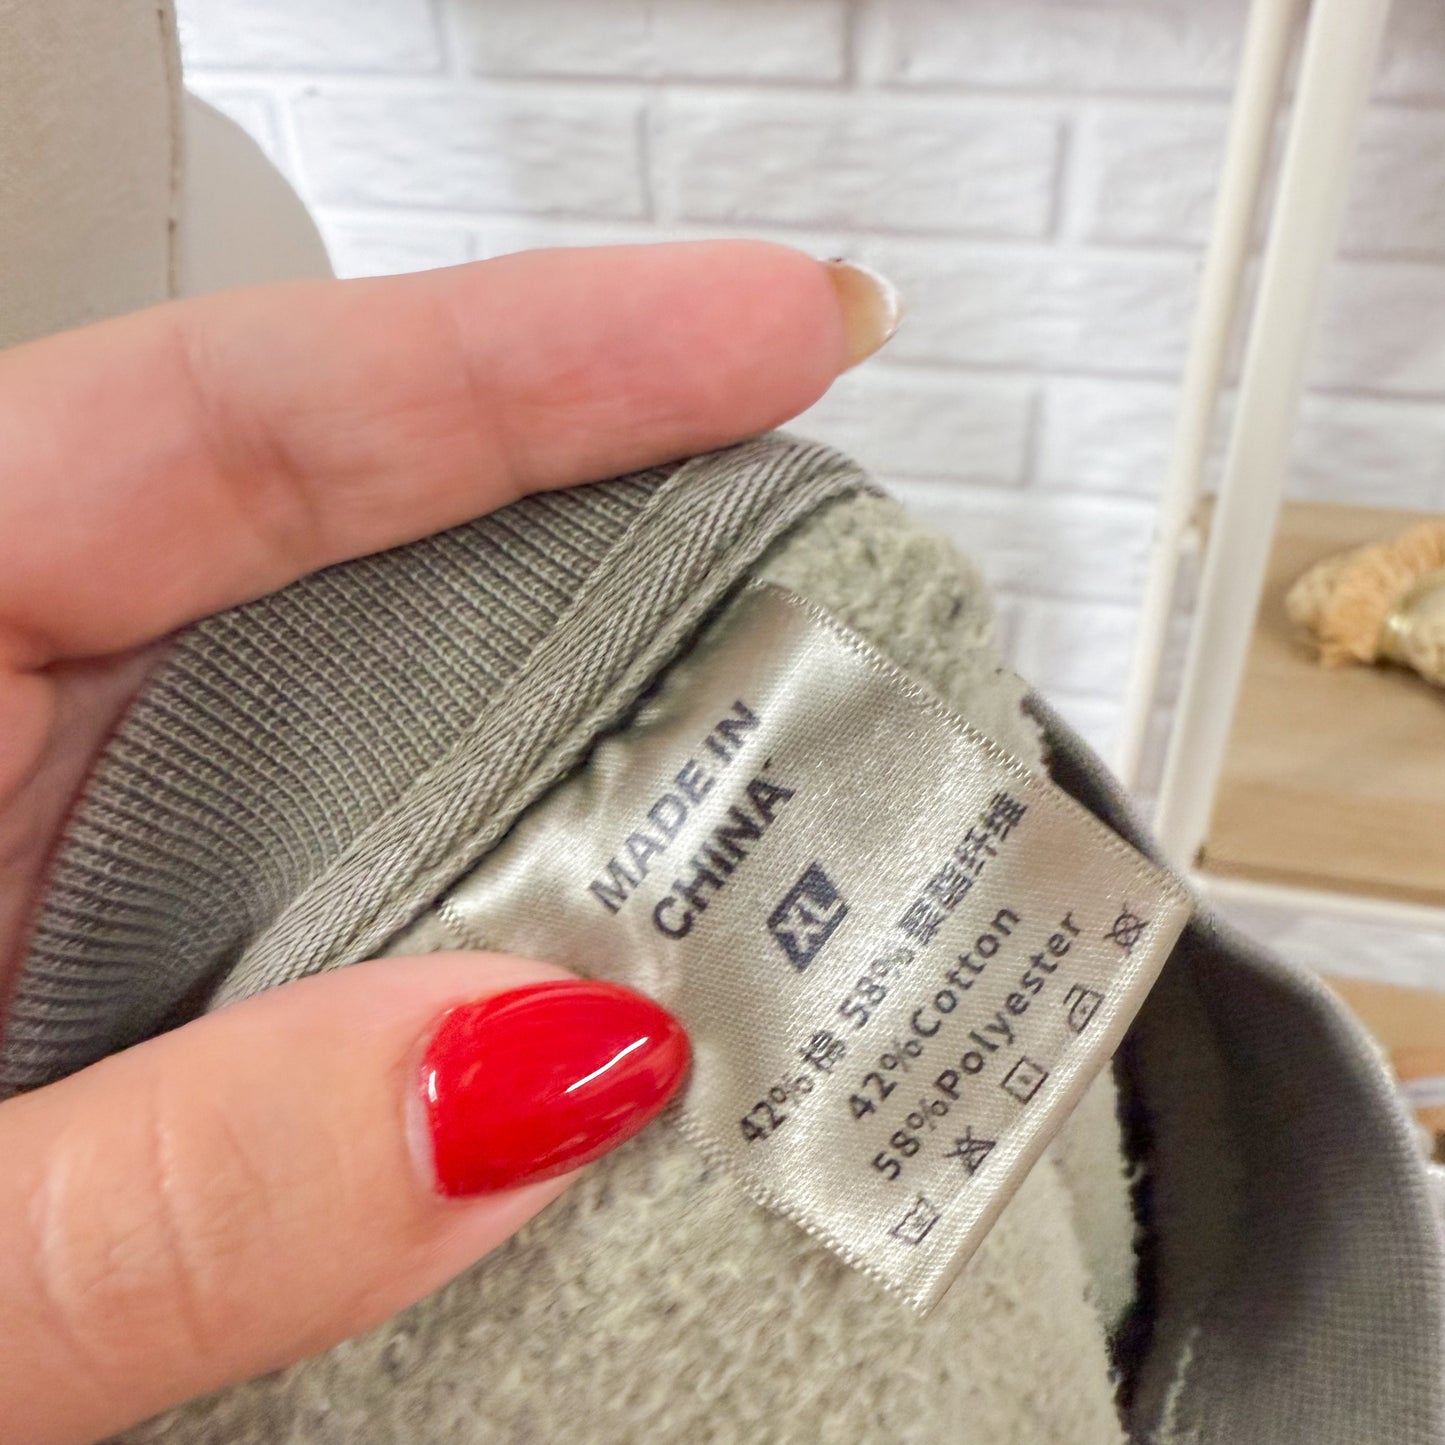 MADE IN
CHINA
XL
42%棉 58%聚酯纤维
42%Cotton
58%Polyester